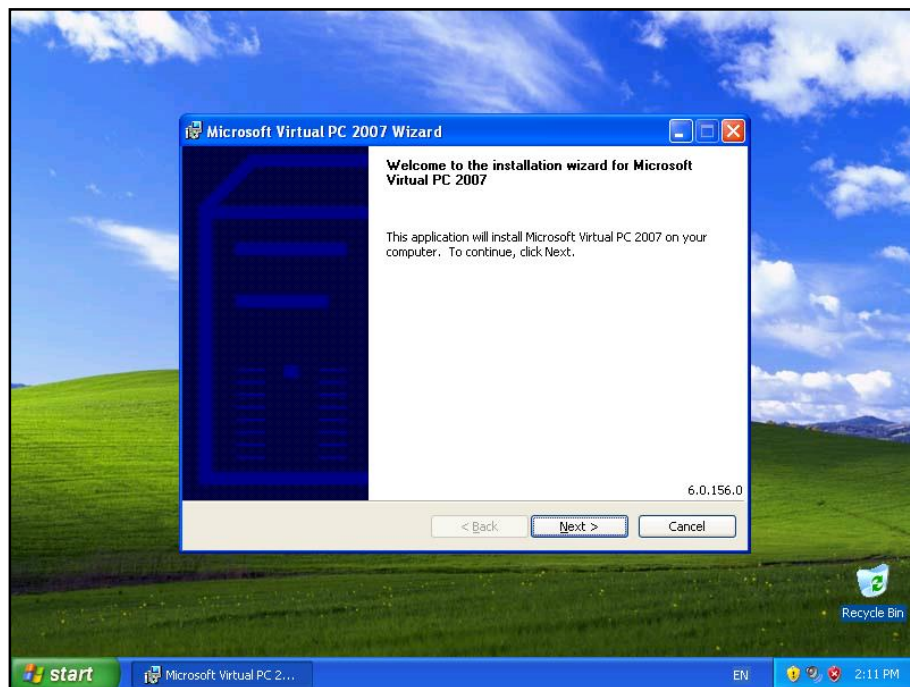 Microsoft Virtual PC 2007 Wizard
Welcome to the installation wizard for Microsoft
Virtual PC 2007
This application will install Microsoft Virtual PC 2007 on your
computer. To continue, click Next.
6.0.156.0
< Back
Next >
Cancel
Recycle Bin
start
Microsoft Virtual PC 2...
EN
2:11 PM